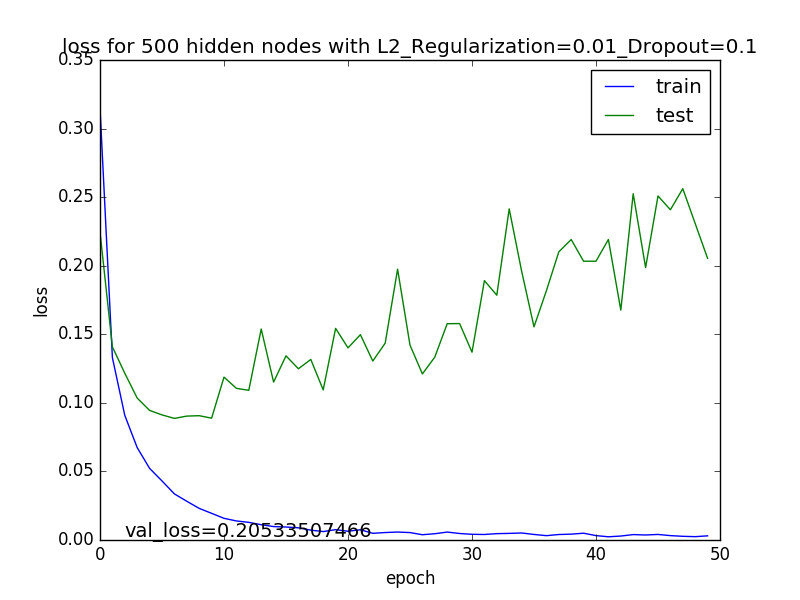 loss for 500 hidden nodes with L2_Regularization=0.01_Dropout=0.1
0.35
train
test
0.30
0.25
0.20
0.15
0.10
0.05
0.00
loss
val_loss=0.20533507466
0 10 20 30 40 50
epoch